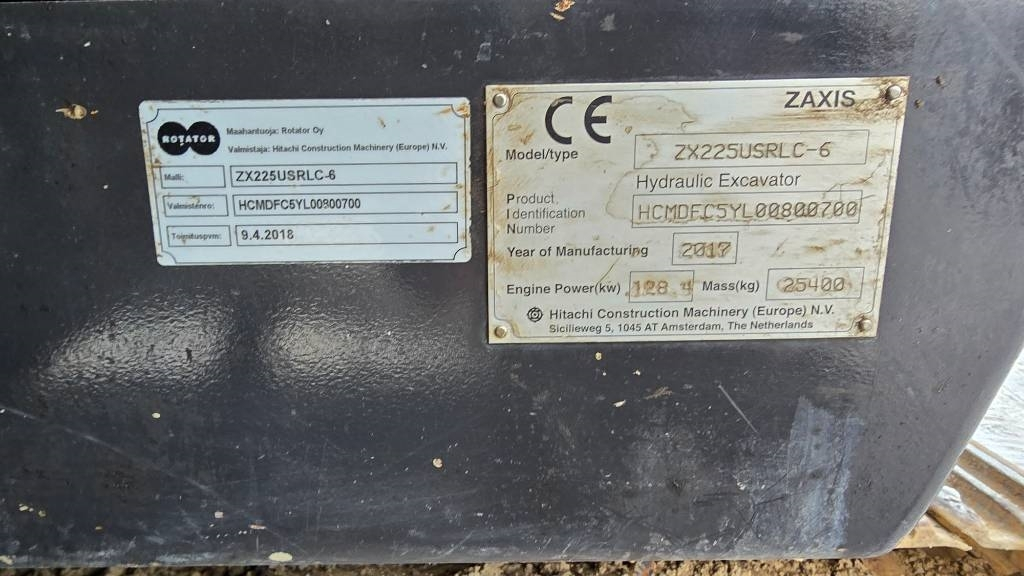 ROTATOR
Maahantuoja: Rotator Oy
Valmistaja: Hitachi Construction Machinery (Europe) N.V.
Malli: ZX225USRLC-6
Valmistenro: HCMDFC5YL00800700
Toimituspvm: 9.4.2018
CE ZAXIS
Model/type ZX225USRLC-6
Hydraulic Excavator
Product
Identification HCMDFC5YL00800700
Number
Year of Manufacturing 2017
Engine Power(kw) 128.4 Mass(kg) 25400
Hitachi Construction Machinery (Europe) N.V.
Sicilieweg 5, 1045 AT Amsterdam, The Netherlands